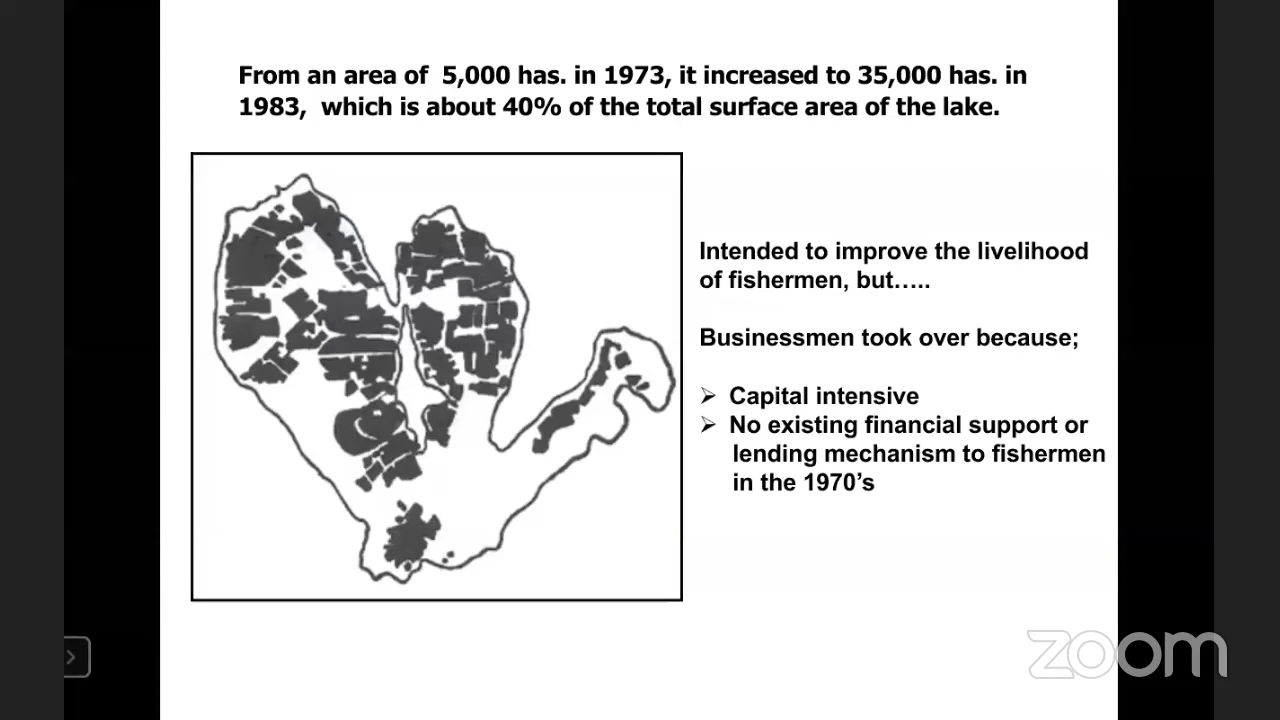 From an area of 5,000 has. in 1973, it increased to 35,000 has. in
1983, which is about 40% of the total surface area of the lake.
Intended to improve the livelihood
of fishermen, but…..
Businessmen took over because;
➢ Capital intensive
➢ No existing financial support or
lending mechanism to fishermen
in the 1970’s
zoom